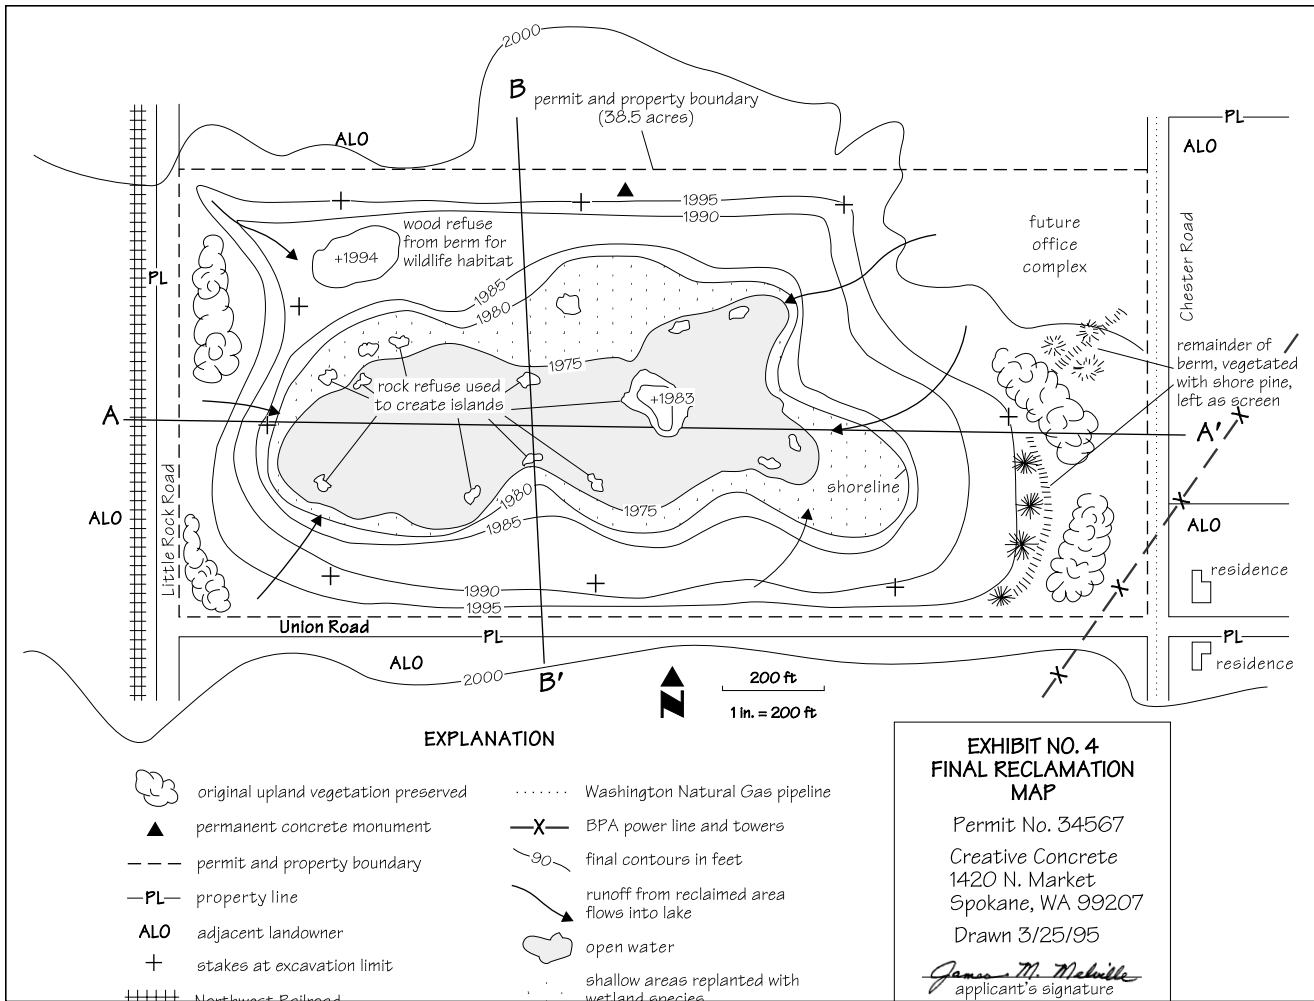 2000
B
permit and property boundary
(38.5 acres)
PL
ALO
ALO
1995
1990
wood refuse
from berm for
wildlife habitat
+1994
future
office
complex
Chester Road
PL
1985
1980
1975
remainder of
berm, vegetated
with shore pine,
left as screen
rock refuse used
to create islands
+1983
A
A'
Little Rock Road
shoreline
1980
1975
1985
ALO
ALO
residence
1990
1995
Union Road
PL
PL
ALO
residence
2000
B'
N
200 ft
1 in. = 200 ft
EXPLANATION
original upland vegetation preserved
permanent concrete monument
permit and property boundary
PL property line
ALO adjacent landowner
stakes at excavation limit
Northwest Railroad
Washington Natural Gas pipeline
X BPA power line and towers
90 final contours in feet
runoff from reclaimed area
flows into lake
open water
shallow areas replanted with
wetland species
EXHIBIT NO. 4
FINAL RECLAMATION
MAP
Permit No. 34567
Creative Concrete
1420 N. Market
Spokane, WA 99207
Drawn 3/25/95
James M. Melville
applicant's signature